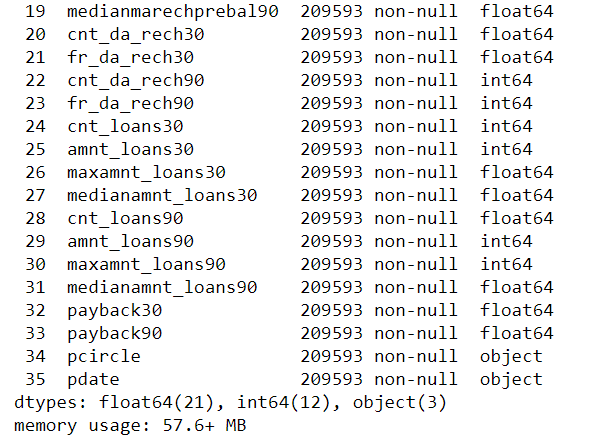 19 medianmarechprebal90 209593 non-null float64
20 cnt_da_rech30 209593 non-null float64
21 fr_da_rech30 209593 non-null float64
22 cnt_da_rech90 209593 non-null int64
23 fr_da_rech90 209593 non-null int64
24 cnt_loans30 209593 non-null int64
25 amnt_loans30 209593 non-null int64
26 maxamnt_loans30 209593 non-null float64
27 medianamnt_loans30 209593 non-null float64
28 cnt_loans90 209593 non-null float64
29 amnt_loans90 209593 non-null int64
30 maxamnt_loans90 209593 non-null int64
31 medianamnt_loans90 209593 non-null float64
32 payback30 209593 non-null float64
33 payback90 209593 non-null float64
34 pcircle 209593 non-null object
35 pdate 209593 non-null object
dtypes: float64(21), int64(12), object(3)
memory usage: 57.6+ MB